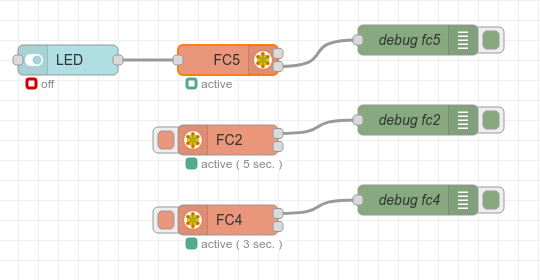 LED
off
FC5
active
debug fc5
FC2
active ( 5 sec. )
debug fc2
FC4
active ( 3 sec. )
debug fc4